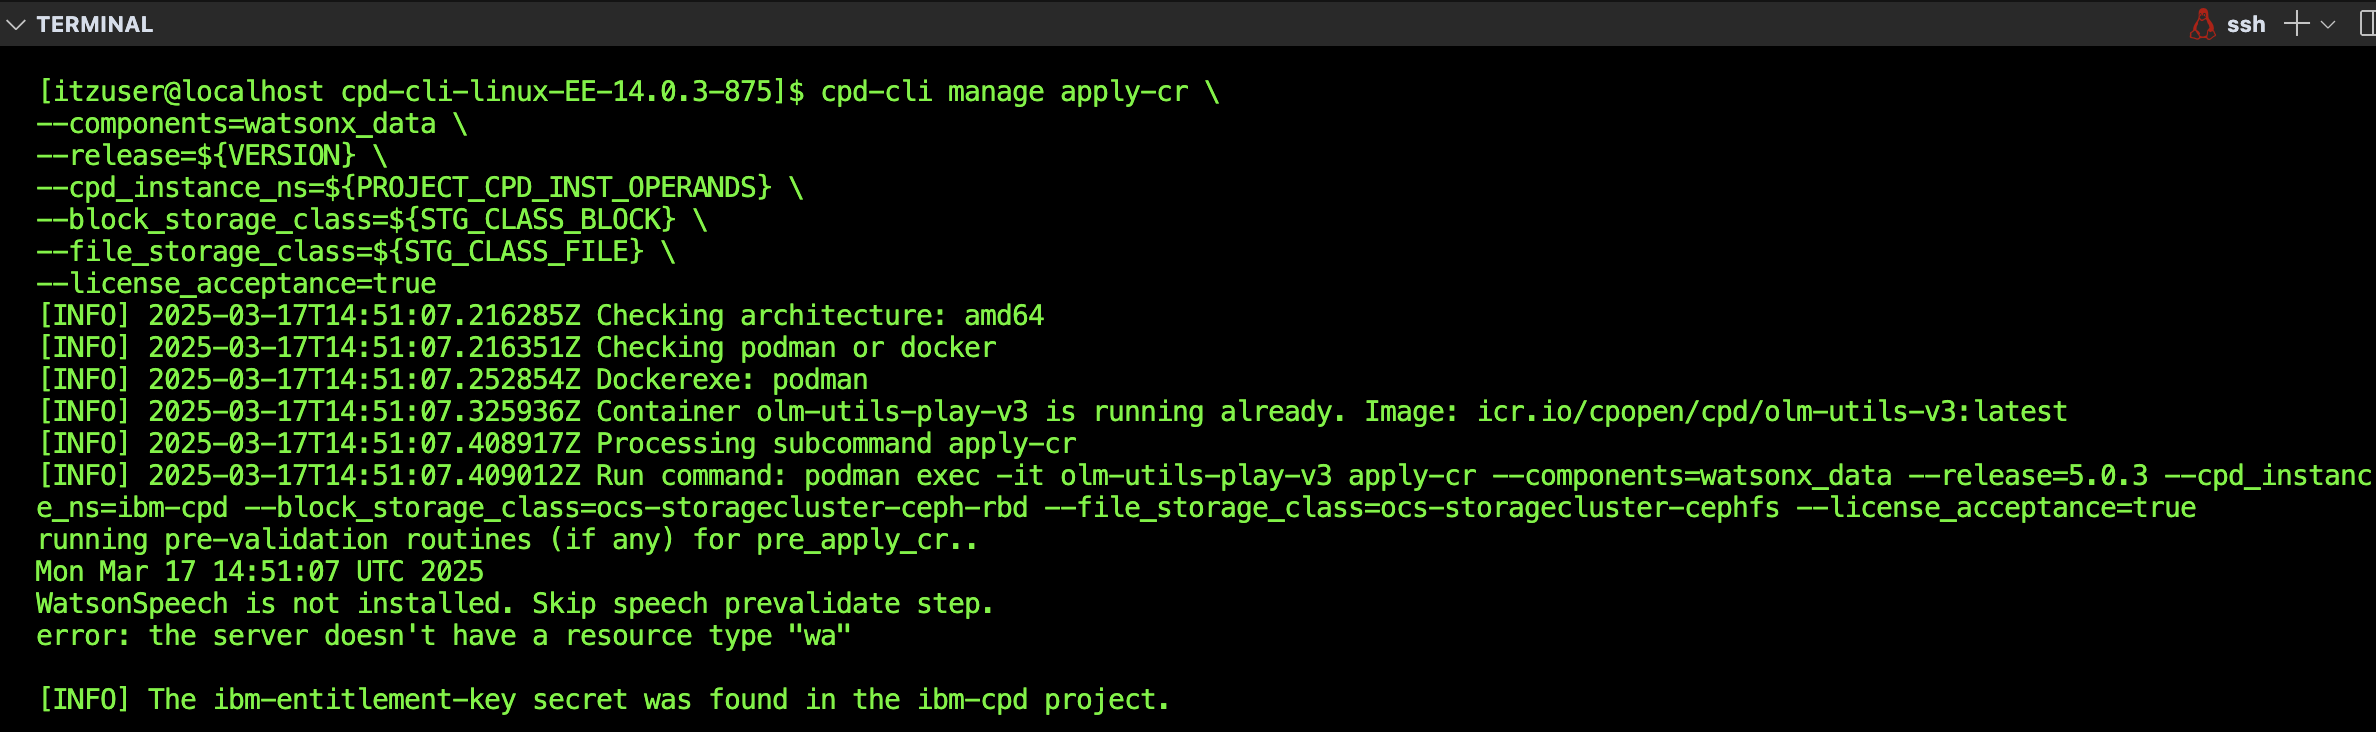 TERMINAL
ssh
[itzuser@localhost cpd-cli-linux-EE-14.0.3-875]$ cpd-cli manage apply-cr \
--components=watsonx_data \
--release=${VERSION} \
--cpd_instance_ns=${PROJECT_CPD_INST_OPERANDS} \
--block_storage_class=${STG_CLASS_BLOCK} \
--file_storage_class=${STG_CLASS_FILE} \
--license_acceptance=true
[INFO] 2025-03-17T14:51:07.216285Z Checking architecture: amd64
[INFO] 2025-03-17T14:51:07.216351Z Checking podman or docker
[INFO] 2025-03-17T14:51:07.252854Z Dockerexe: podman
[INFO] 2025-03-17T14:51:07.325936Z Container olm-utils-play-v3 is running already. Image: icr.io/cpopen/cpd/olm-utils-v3:latest
[INFO] 2025-03-17T14:51:07.408917Z Processing subcommand apply-cr
[INFO] 2025-03-17T14:51:07.409012Z Run command: podman exec -it olm-utils-play-v3 apply-cr --components=watsonx_data --release=5.0.3 --cpd_instanc
e_ns=ibm-cpd --block_storage_class=ocs-storagecluster-ceph-rbd --file_storage_class=ocs-storagecluster-cephfs --license_acceptance=true
running pre-validation routines (if any) for pre_apply_cr..
Mon Mar 17 14:51:07 UTC 2025
WatsonSpeech is not installed. Skip speech prevalidate step.
error: the server doesn't have a resource type "wa"
[INFO] The ibm-entitlement-key secret was found in the ibm-cpd project.